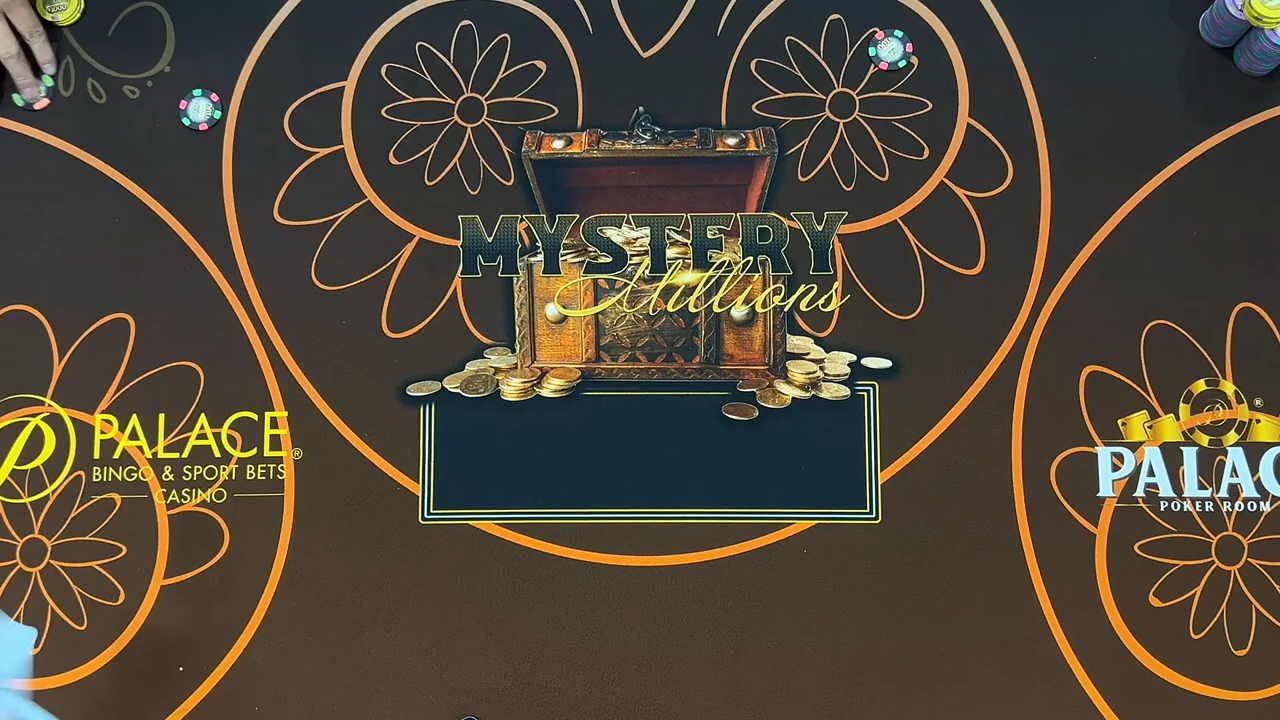 MYSTERY
Millions
P
PALACE®
BINGO & SPORT BETS
CASINO
®
PALAC
POKER ROOM